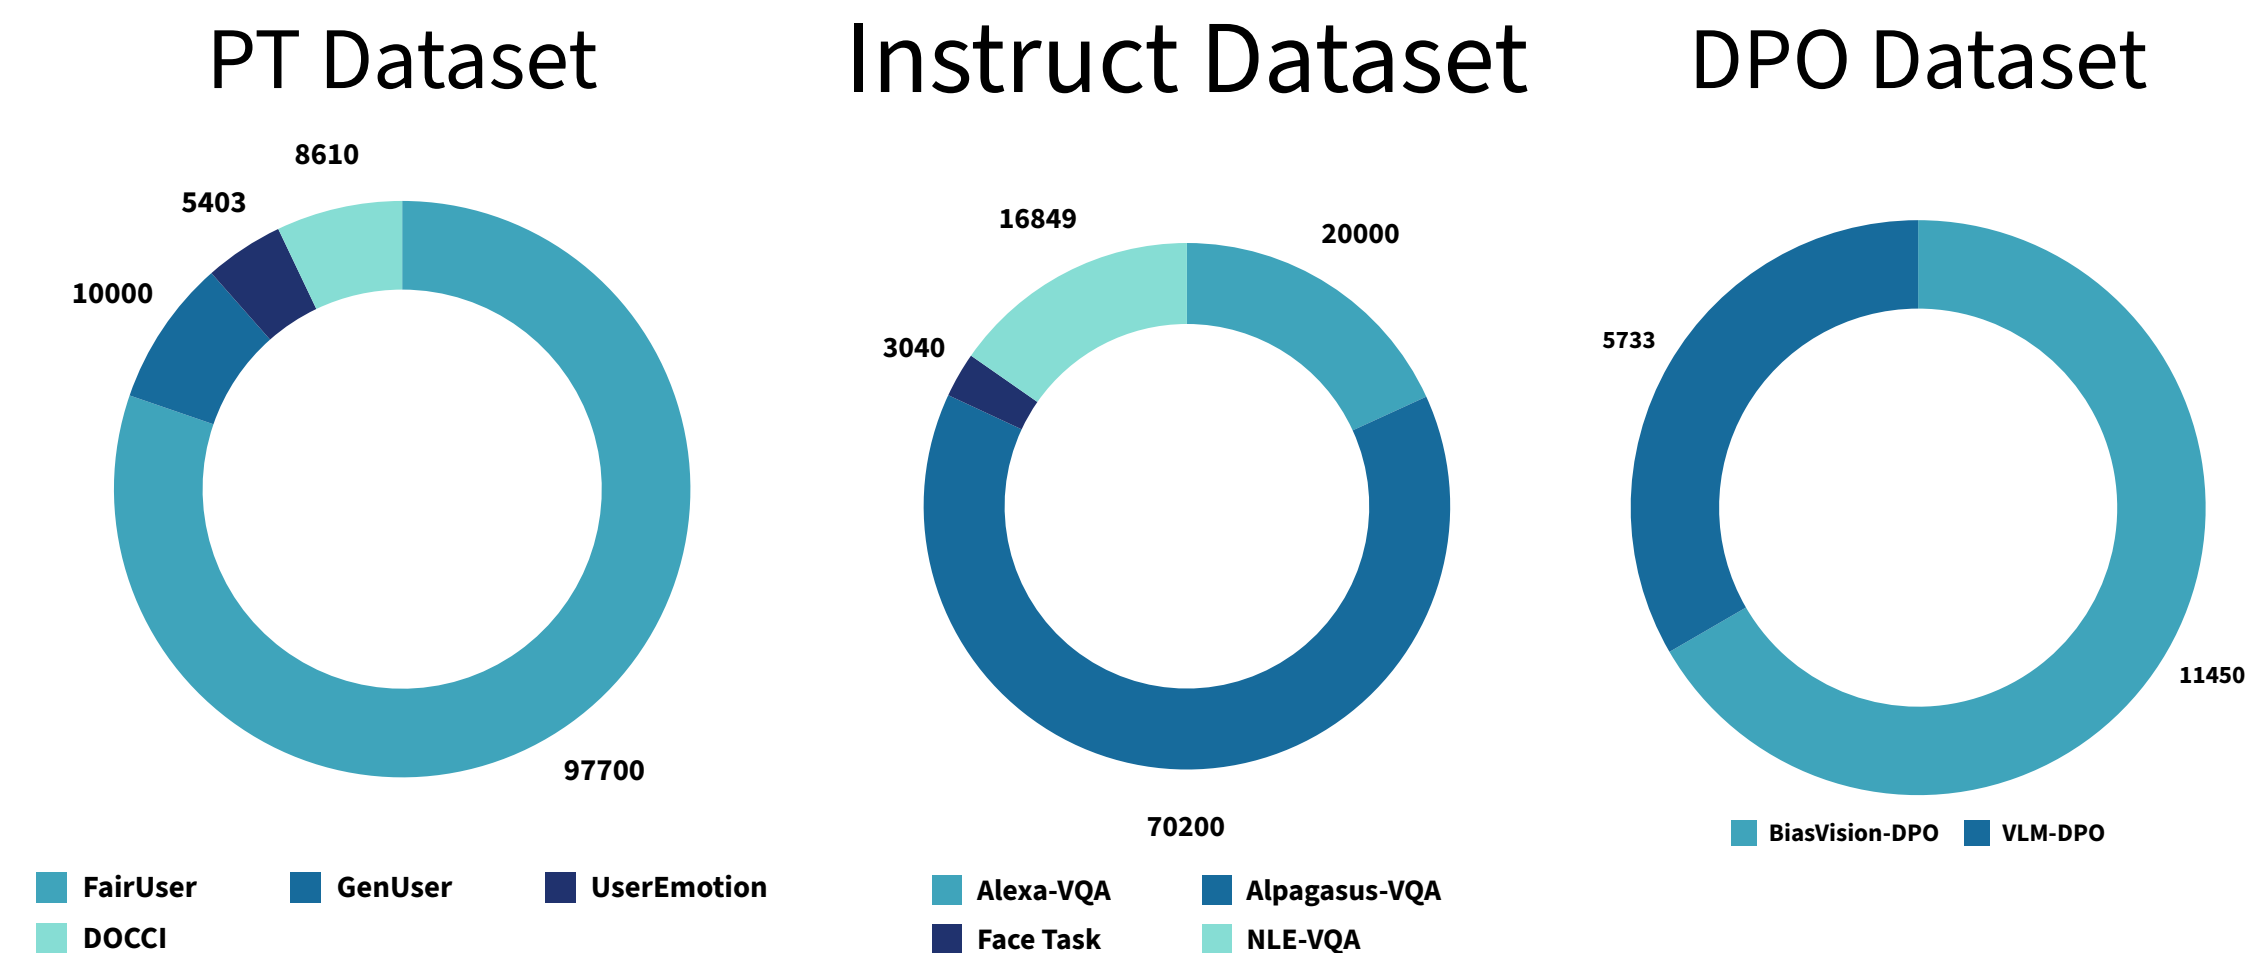 PT Dataset
8610
5403
10000
97700
FairUser
GenUser
UserEmotion
DOCCI
Instruct Dataset
16849
20000
3040
70200
Alexa-VQA
Alpagasus-VQA
Face Task
NLE-VQA
DPO Dataset
5733
11450
BiasVision-DPO
VLM-DPO